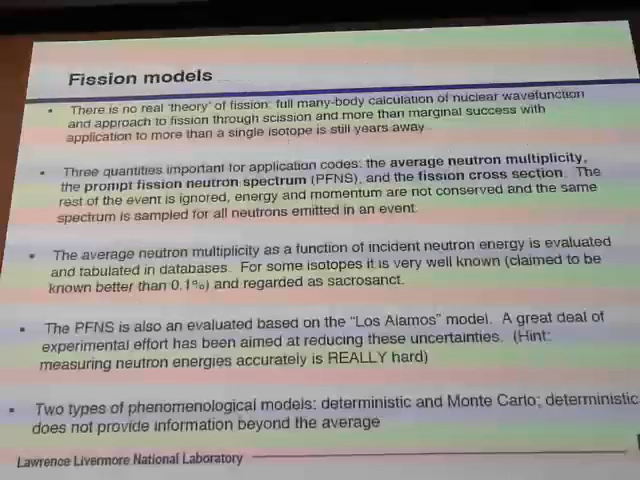 Fission models
• There is no real 'theory' of fission: full many-body calculation of nuclear wavefunction
and approach to fission through scission and more than marginal success with
application to more than a single isotope is still years away
• Three quantities important for application codes: the average neutron multiplicity,
the prompt fission neutron spectrum (PFNS), and the fission cross section. The
rest of the event is ignored, energy and momentum are not conserved and the same
spectrum is sampled for all neutrons emitted in an event.
• The average neutron multiplicity as a function of incident neutron energy is evaluated
and tabulated in databases. For some isotopes it is very well known (claimed to be
known better than 0.1%) and regarded as sacrosanct.
• The PFNS is also an evaluated based on the "Los Alamos" model. A great deal of
experimental effort has been aimed at reducing these uncertainties. (Hint:
measuring neutron energies accurately is REALLY hard)
• Two types of phenomenological models: deterministic and Monte Carlo; deterministic
does not provide information beyond the average
Lawrence Livermore National Laboratory